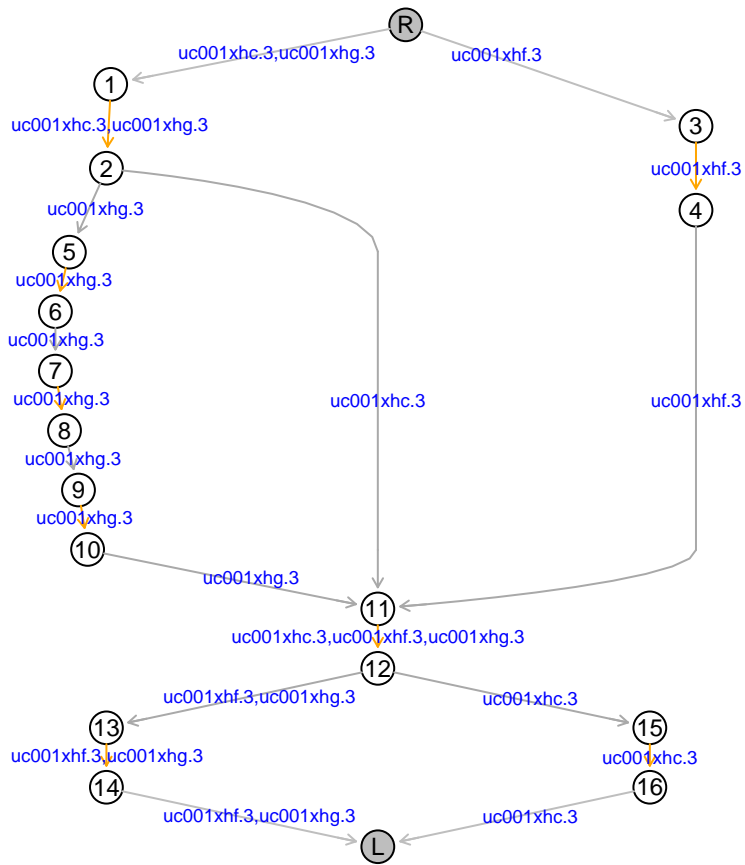 R
uc001xhc.3,uc001xhg.3
uc001xhf.3
1
uc001xhc.3,uc001xhg.3
3
2
uc001xhf.3
uc001xhg.3
4
5
uc001xhg.3
6
uc001xhg.3
7
uc001xhg.3
uc001xhc.3
uc001xhf.3
8
uc001xhg.3
9
uc001xhg.3
10
uc001xhg.3
11
uc001xhc.3,uc001xhf.3,uc001xhg.3
12
uc001xhf.3,uc001xhg.3
uc001xhc.3
13
15
uc001xhf.3,uc001xhg.3
uc001xhc.3
14
16
uc001xhf.3,uc001xhg.3
uc001xhc.3
L